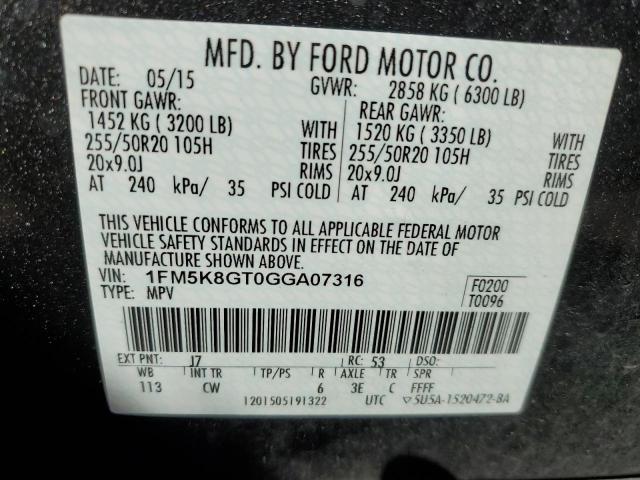 MFD. BY FORD MOTOR CO.
DATE: 05/15 GVWR: 2858 KG ( 6300 LB)
FRONT GAWR: REAR GAWR:
1452 KG ( 3200 LB) WITH 1520 KG ( 3350 LB) WITH
255/50R20 105H TIRES 255/50R20 105H TIRES
20x9.0J RIMS 20x9.0J RIMS
AT 240 kPa/ 35 PSI COLD AT 240 kPa/ 35 PSI COLD
THIS VEHICLE CONFORMS TO ALL APPLICABLE FEDERAL MOTOR
VEHICLE SAFETY STANDARDS IN EFFECT ON THE DATE OF
MANUFACTURE SHOWN ABOVE.
VIN: 1FM5K8GT0GGA07316 F0200
TYPE: MPV T0096
EXT PNT: J7 RC: 53 DSO:
WB INT TR TP/PS R AXLE TR SPR
113 CW 6 3E C FFFF
1201505191322 UTC ▽5U5A-1520472-BA